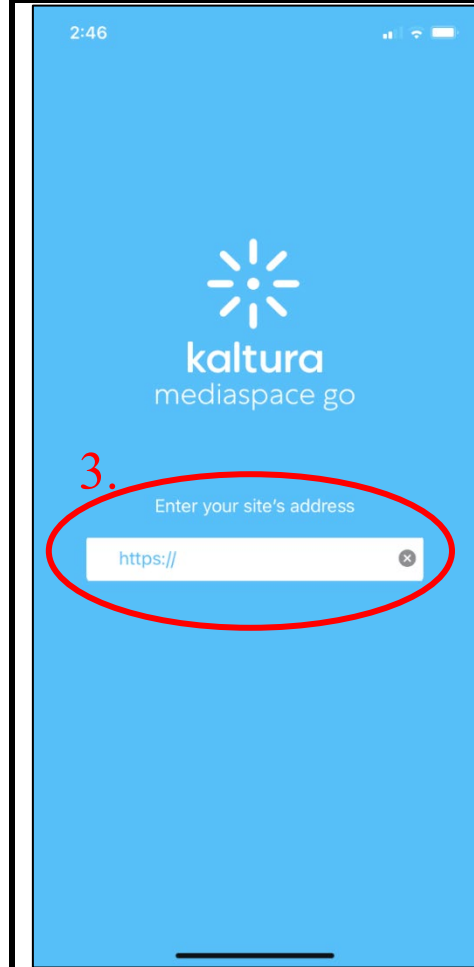 2:46
kaltura
mediaspace go
3.
Enter your site's address
https://